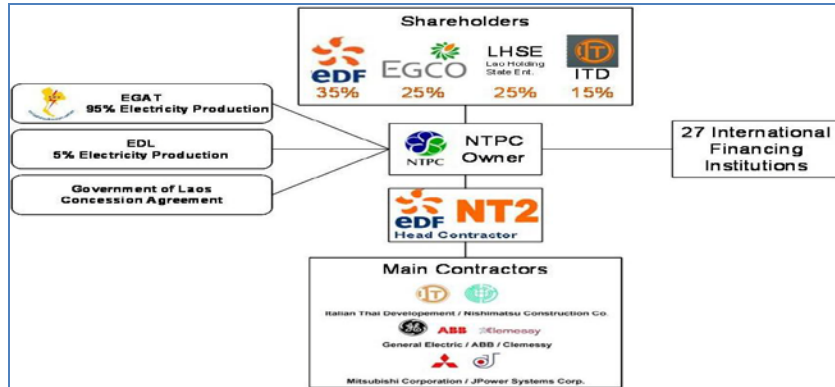 Shareholders
eDF EGCO LHSE
Lao Holding
State Ent. ITD
35% 25% 25% 15%
EGAT
95% Electricity Production
EDL
5% Electricity Production
Government of Laos
Concession Agreement
NTPC
NTPC
Owner
27 International
Financing
Institutions
eDF NT2
Head Contractor
Main Contractors
Italian Thai Developement / Nishimatsu Construction Co.
ABB Clemessy
General Electric / ABB / Clemessy
Mitsubishi Corporation / JPower Systems Corp.